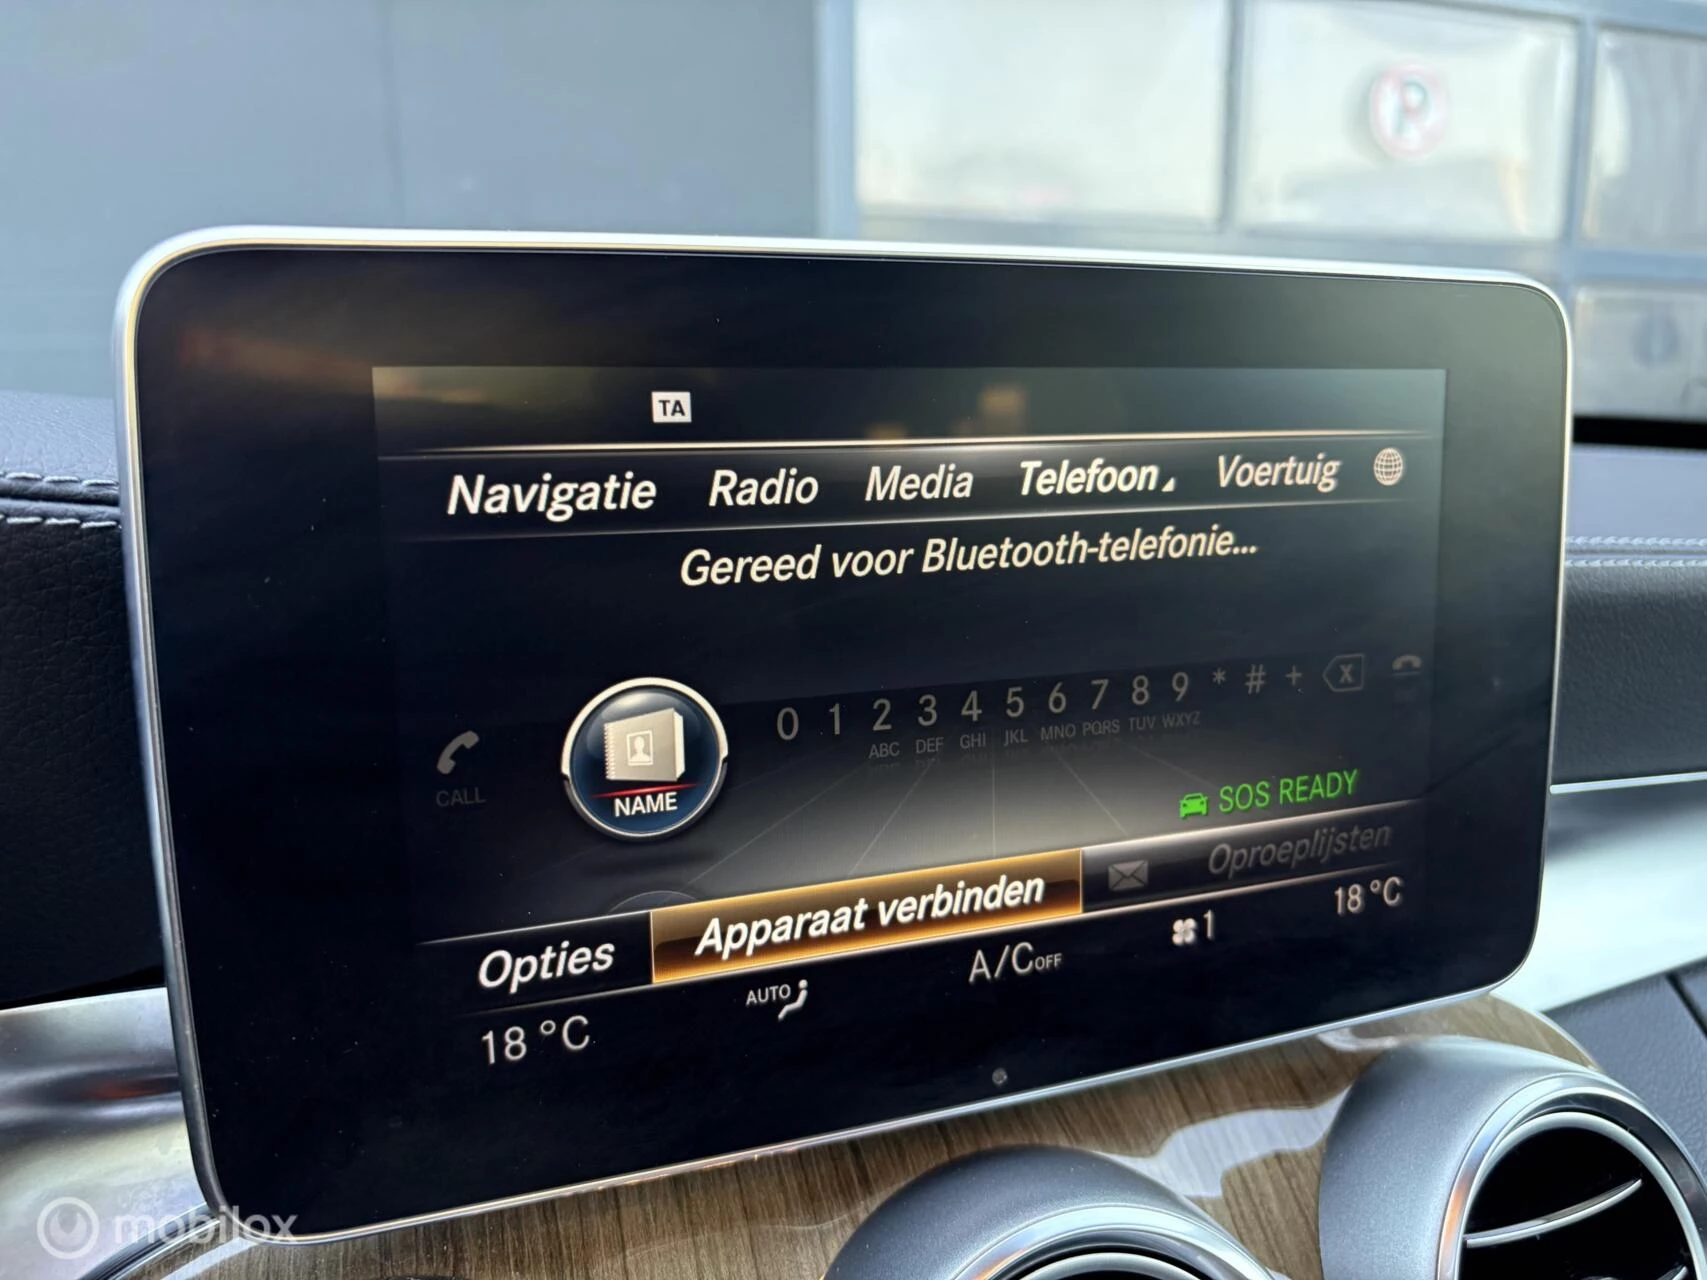 TA
Navigatie Radio Media Telefoon Voertuig
Gereed voor Bluetooth-telefonie...
0 1 2 3 4 5 6 7 8 9 * # + X
ABC DEF GHI JKL MNO PQRS TUV WXYZ
CALL
NAME
SOS READY
Opties Apparaat verbinden Oproeplijsten
18 °C AUTO A/C OFF 1 18 °C
mobilox
P